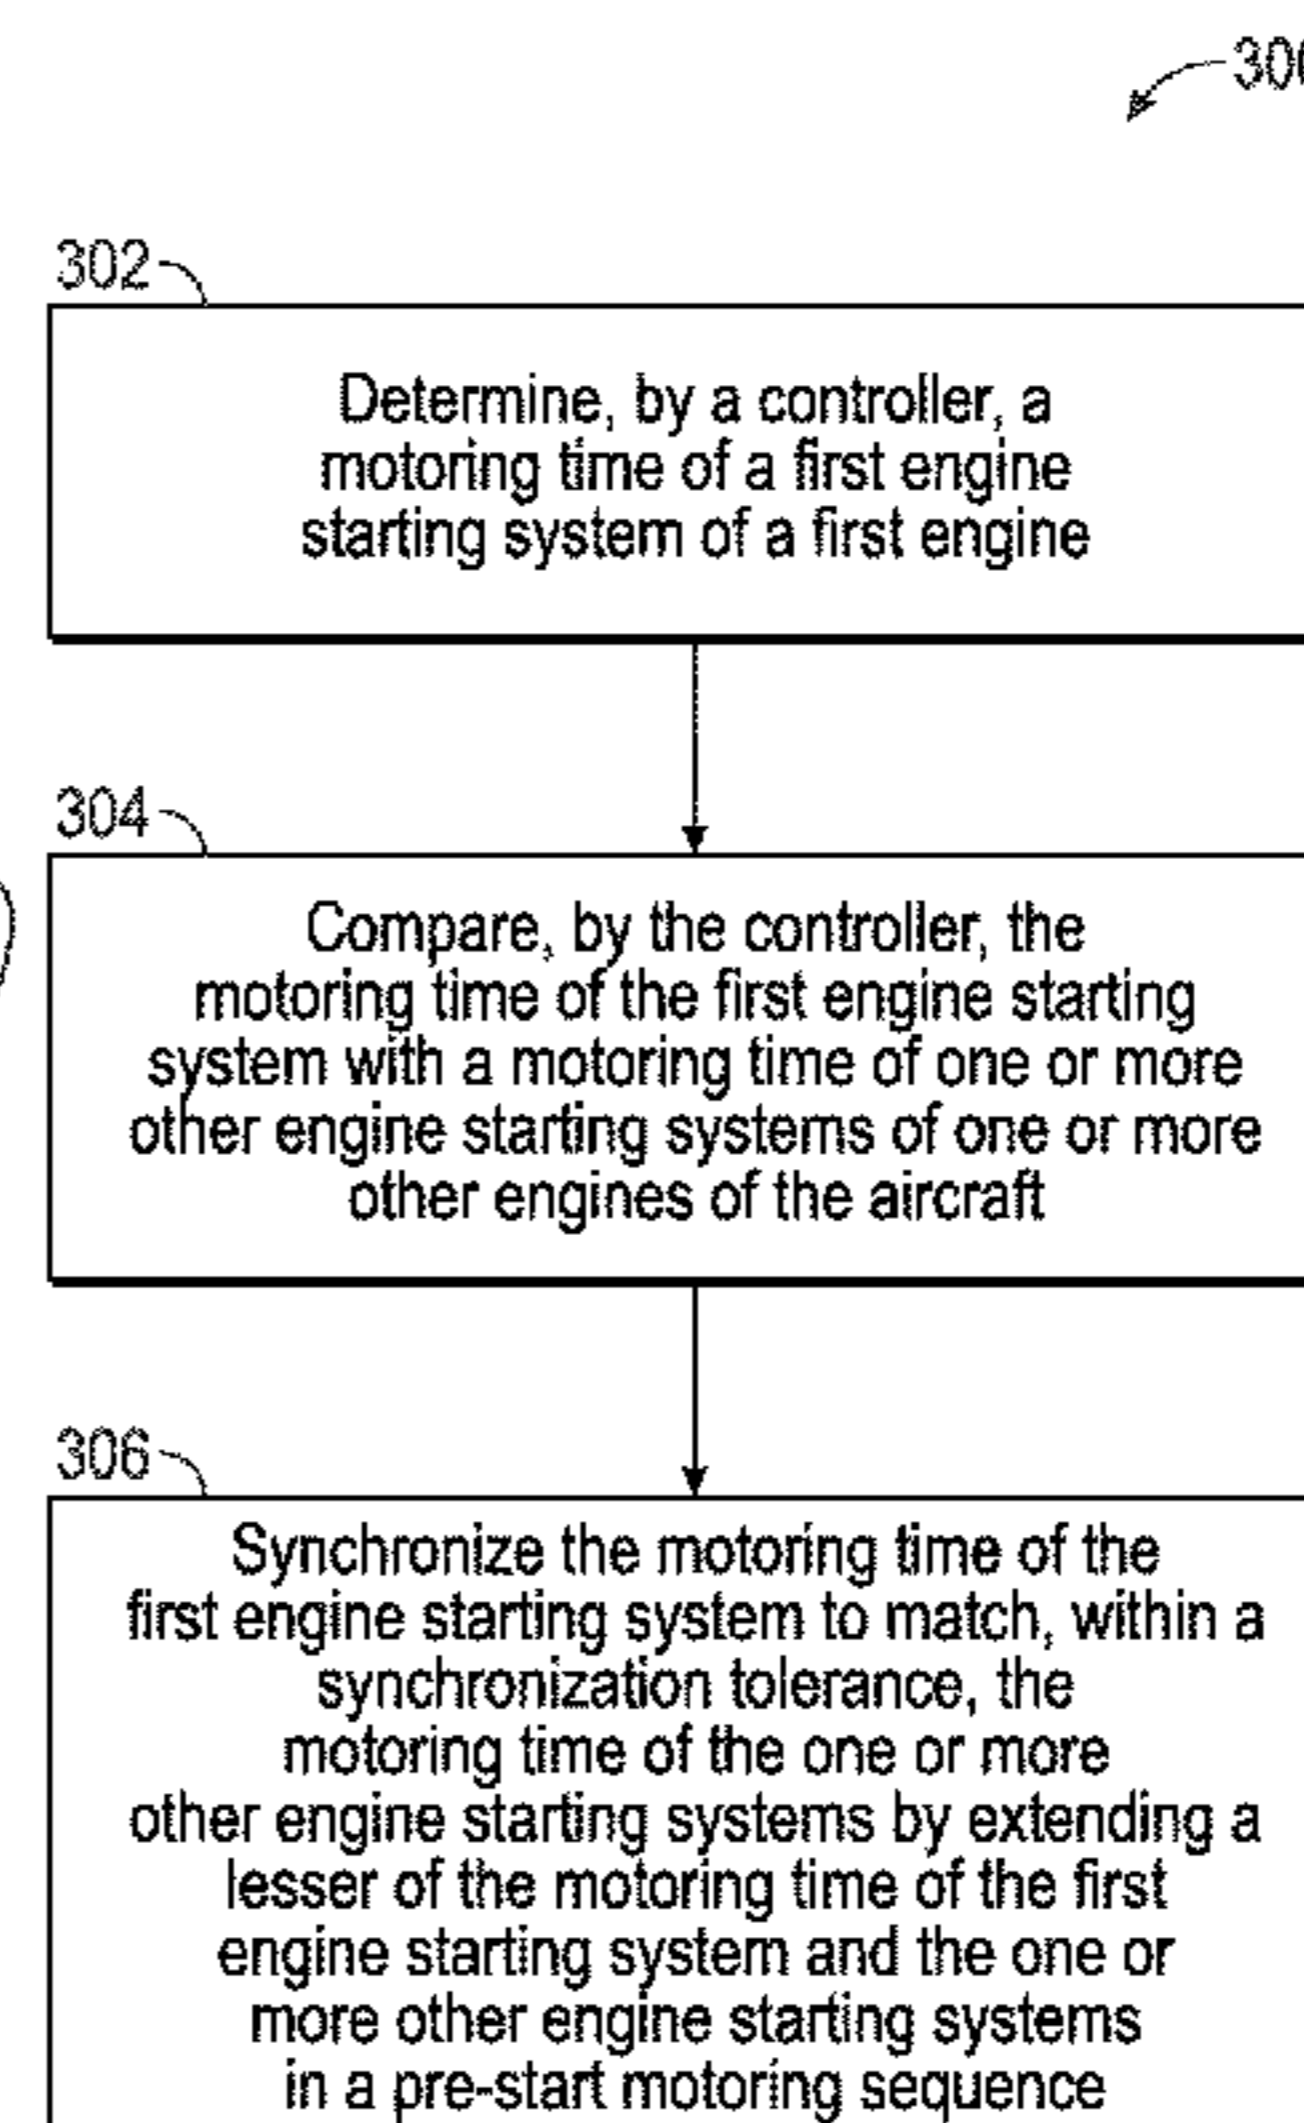 300
302
Determine, by a controller, a
motoring time of a first engine
starting system of a first engine
304
Compare, by the controller, the
motoring time of the first engine starting
system with a motoring time of one or more
other engine starting systems of one or more
other engines of the aircraft
306
Synchronize the motoring time of the
first engine starting system to match, within a
synchronization tolerance, the
motoring time of the one or more
other engine starting systems by extending a
lesser of the motoring time of the first
engine starting system and the one or
more other engine starting systems
in a pre-start motoring sequence